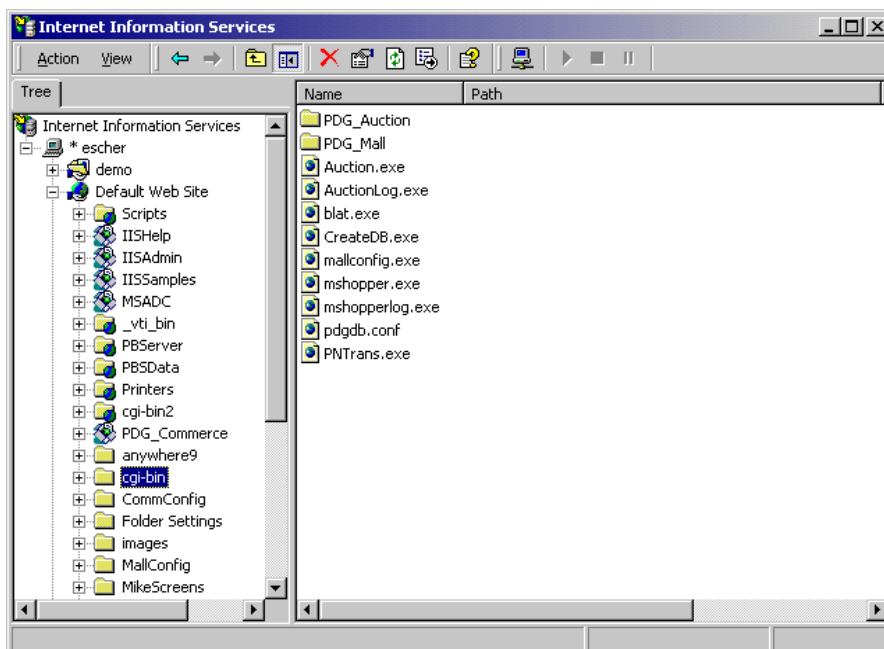 Internet Information Services
Action View
Tree
Name Path
Internet Information Services
* escher
demo
Default Web Site
Scripts
IISHelp
IISAdmin
IISSamples
MSADC
_vti_bin
PBServer
PBSData
Printers
cgi-bin2
PDG_Commerce
anywhere9
cgi-bin
CommConfig
Folder Settings
images
MallConfig
MikeScreens
PDG_Auction
PDG_Mall
Auction.exe
AuctionLog.exe
blat.exe
CreateDB.exe
mallconfig.exe
mshopper.exe
mshopperlog.exe
pdgdb.conf
PNTrans.exe